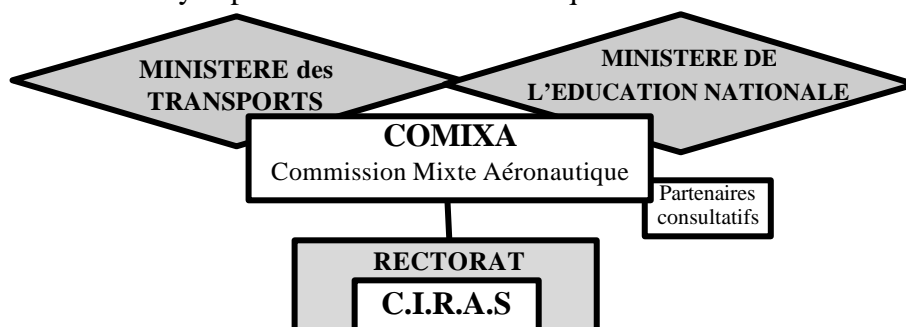 MINISTERE des
TRANSPORTS
MINISTERE DE
L'EDUCATION NATIONALE
COMIXA
Commission Mixte Aéronautique
Partenaires
consultatifs
RECTORAT
C.I.R.A.S